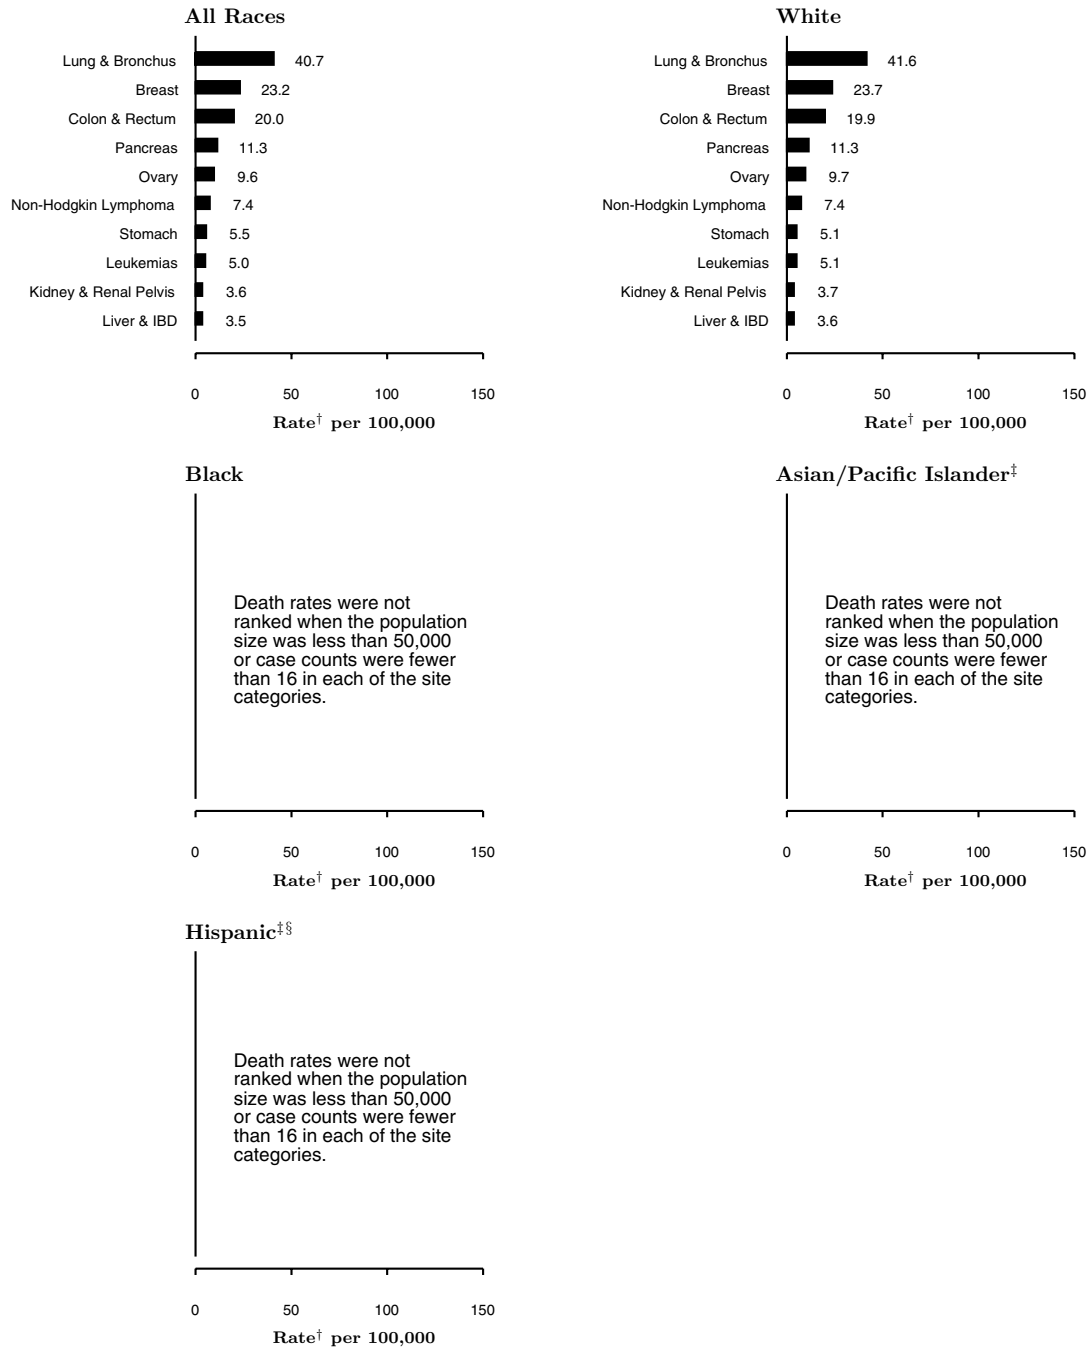 All Races
Lung & Bronchus 40.7
Breast 23.2
Colon & Rectum 20.0
Pancreas 11.3
Ovary 9.6
Non-Hodgkin Lymphoma 7.4
Stomach 5.5
Leukemias 5.0
Kidney & Renal Pelvis 3.6
Liver & IBD 3.5
0 50 100 150
Rate† per 100,000
White
Lung & Bronchus 41.6
Breast 23.7
Colon & Rectum 19.9
Pancreas 11.3
Ovary 9.7
Non-Hodgkin Lymphoma 7.4
Stomach 5.1
Leukemias 5.1
Kidney & Renal Pelvis 3.7
Liver & IBD 3.6
0 50 100 150
Rate† per 100,000
Black
Death rates were not
ranked when the population
size was less than 50,000
or case counts were fewer
than 16 in each of the site
categories.
0 50 100 150
Rate† per 100,000
Asian/Pacific Islander‡
Death rates were not
ranked when the population
size was less than 50,000
or case counts were fewer
than 16 in each of the site
categories.
0 50 100 150
Rate† per 100,000
Hispanic‡§
Death rates were not
ranked when the population
size was less than 50,000
or case counts were fewer
than 16 in each of the site
categories.
0 50 100 150
Rate† per 100,000